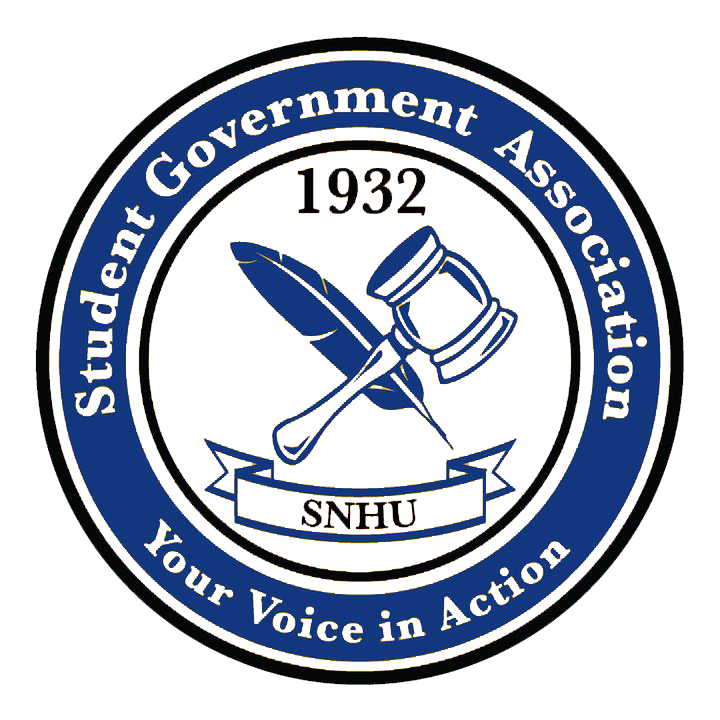 Student Government Association
1932
SNHU
Your Voice in Action